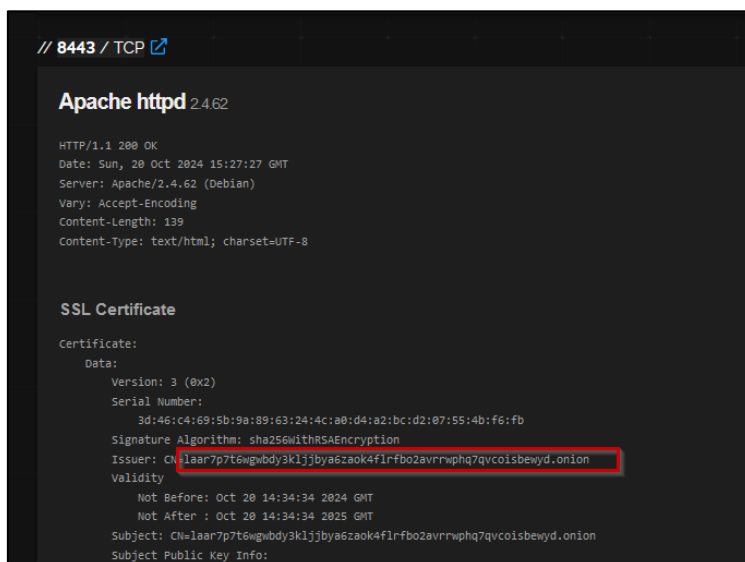 // 8443 / TCP
Apache httpd 2.4.62
HTTP/1.1 200 OK
Date: Sun, 20 Oct 2024 15:27:27 GMT
Server: Apache/2.4.62 (Debian)
Vary: Accept-Encoding
Content-Length: 139
Content-Type: text/html; charset=UTF-8
SSL Certificate
Certificate:
Data:
Version: 3 (0x2)
Serial Number:
3d:46:c4:69:5b:9a:89:63:24:4c:a0:d4:a2:bc:d2:07:55:4b:f6:fb
Signature Algorithm: sha256WithRSAEncryption
Issuer: CN=laar7p7t6wgwbdy3kljjbya6zaok4flrfbo2avrrwphq7qvcoisbewyd.onion
Validity
Not Before: Oct 20 14:34:34 2024 GMT
Not After : Oct 20 14:34:34 2025 GMT
Subject: CN=laar7p7t6wgwbdy3kljjbya6zaok4flrfbo2avrrwphq7qvcoisbewyd.onion
Subject Public Key Info: